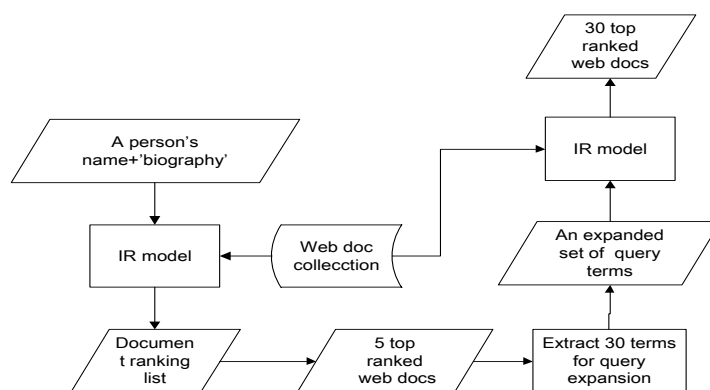 30 top
ranked
web docs
A person's
name+'biography'
IR model
IR model
Web doc
collecction
An expanded
set of query
terms
Documen
t ranking
list
5 top
ranked
web docs
Extract 30 terms
for query
expansion